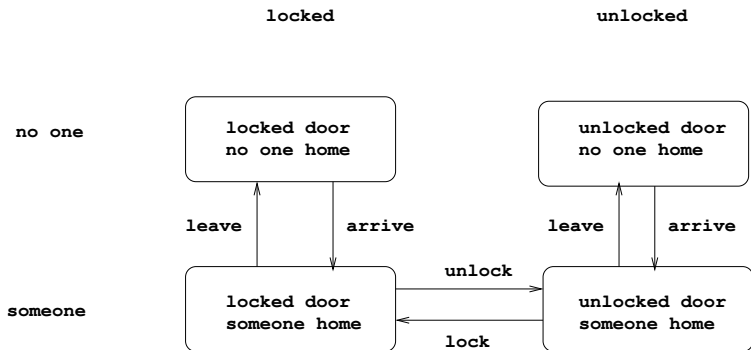 locked unlocked
no one
locked door
no one home
unlocked door
no one home
leave arrive leave arrive
unlock
someone
locked door
someone home
unlocked door
someone home
lock